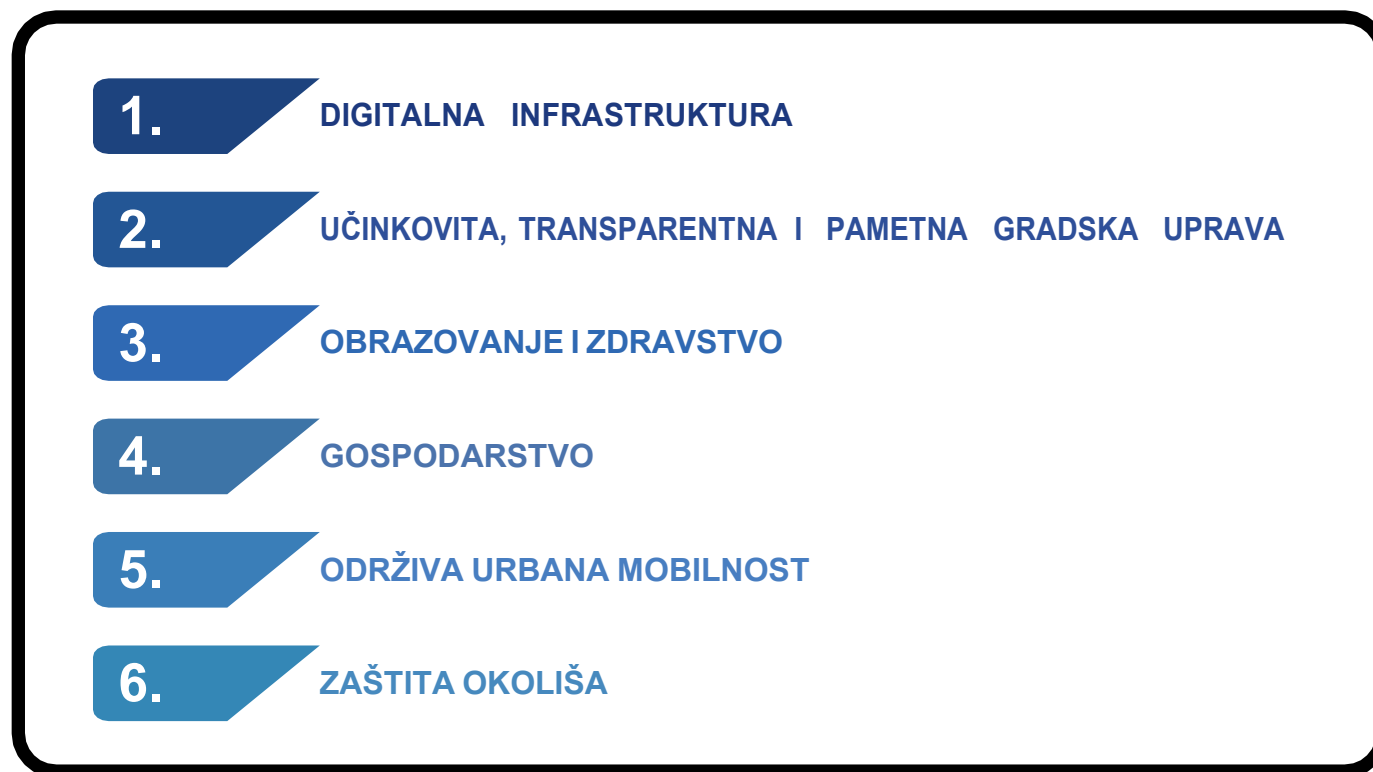 1. DIGITALNA INFRASTRUKTURA
2. UČINKOVITA, TRANSPARENTNA I PAMETNA GRADSKA UPRAVA
3. OBRAZOVANJE I ZDRAVSTVO
4. GOSPODARSTVO
5. ODRŽIVA URBANA MOBILNOST
6. ZAŠTITA OKOLIŠA